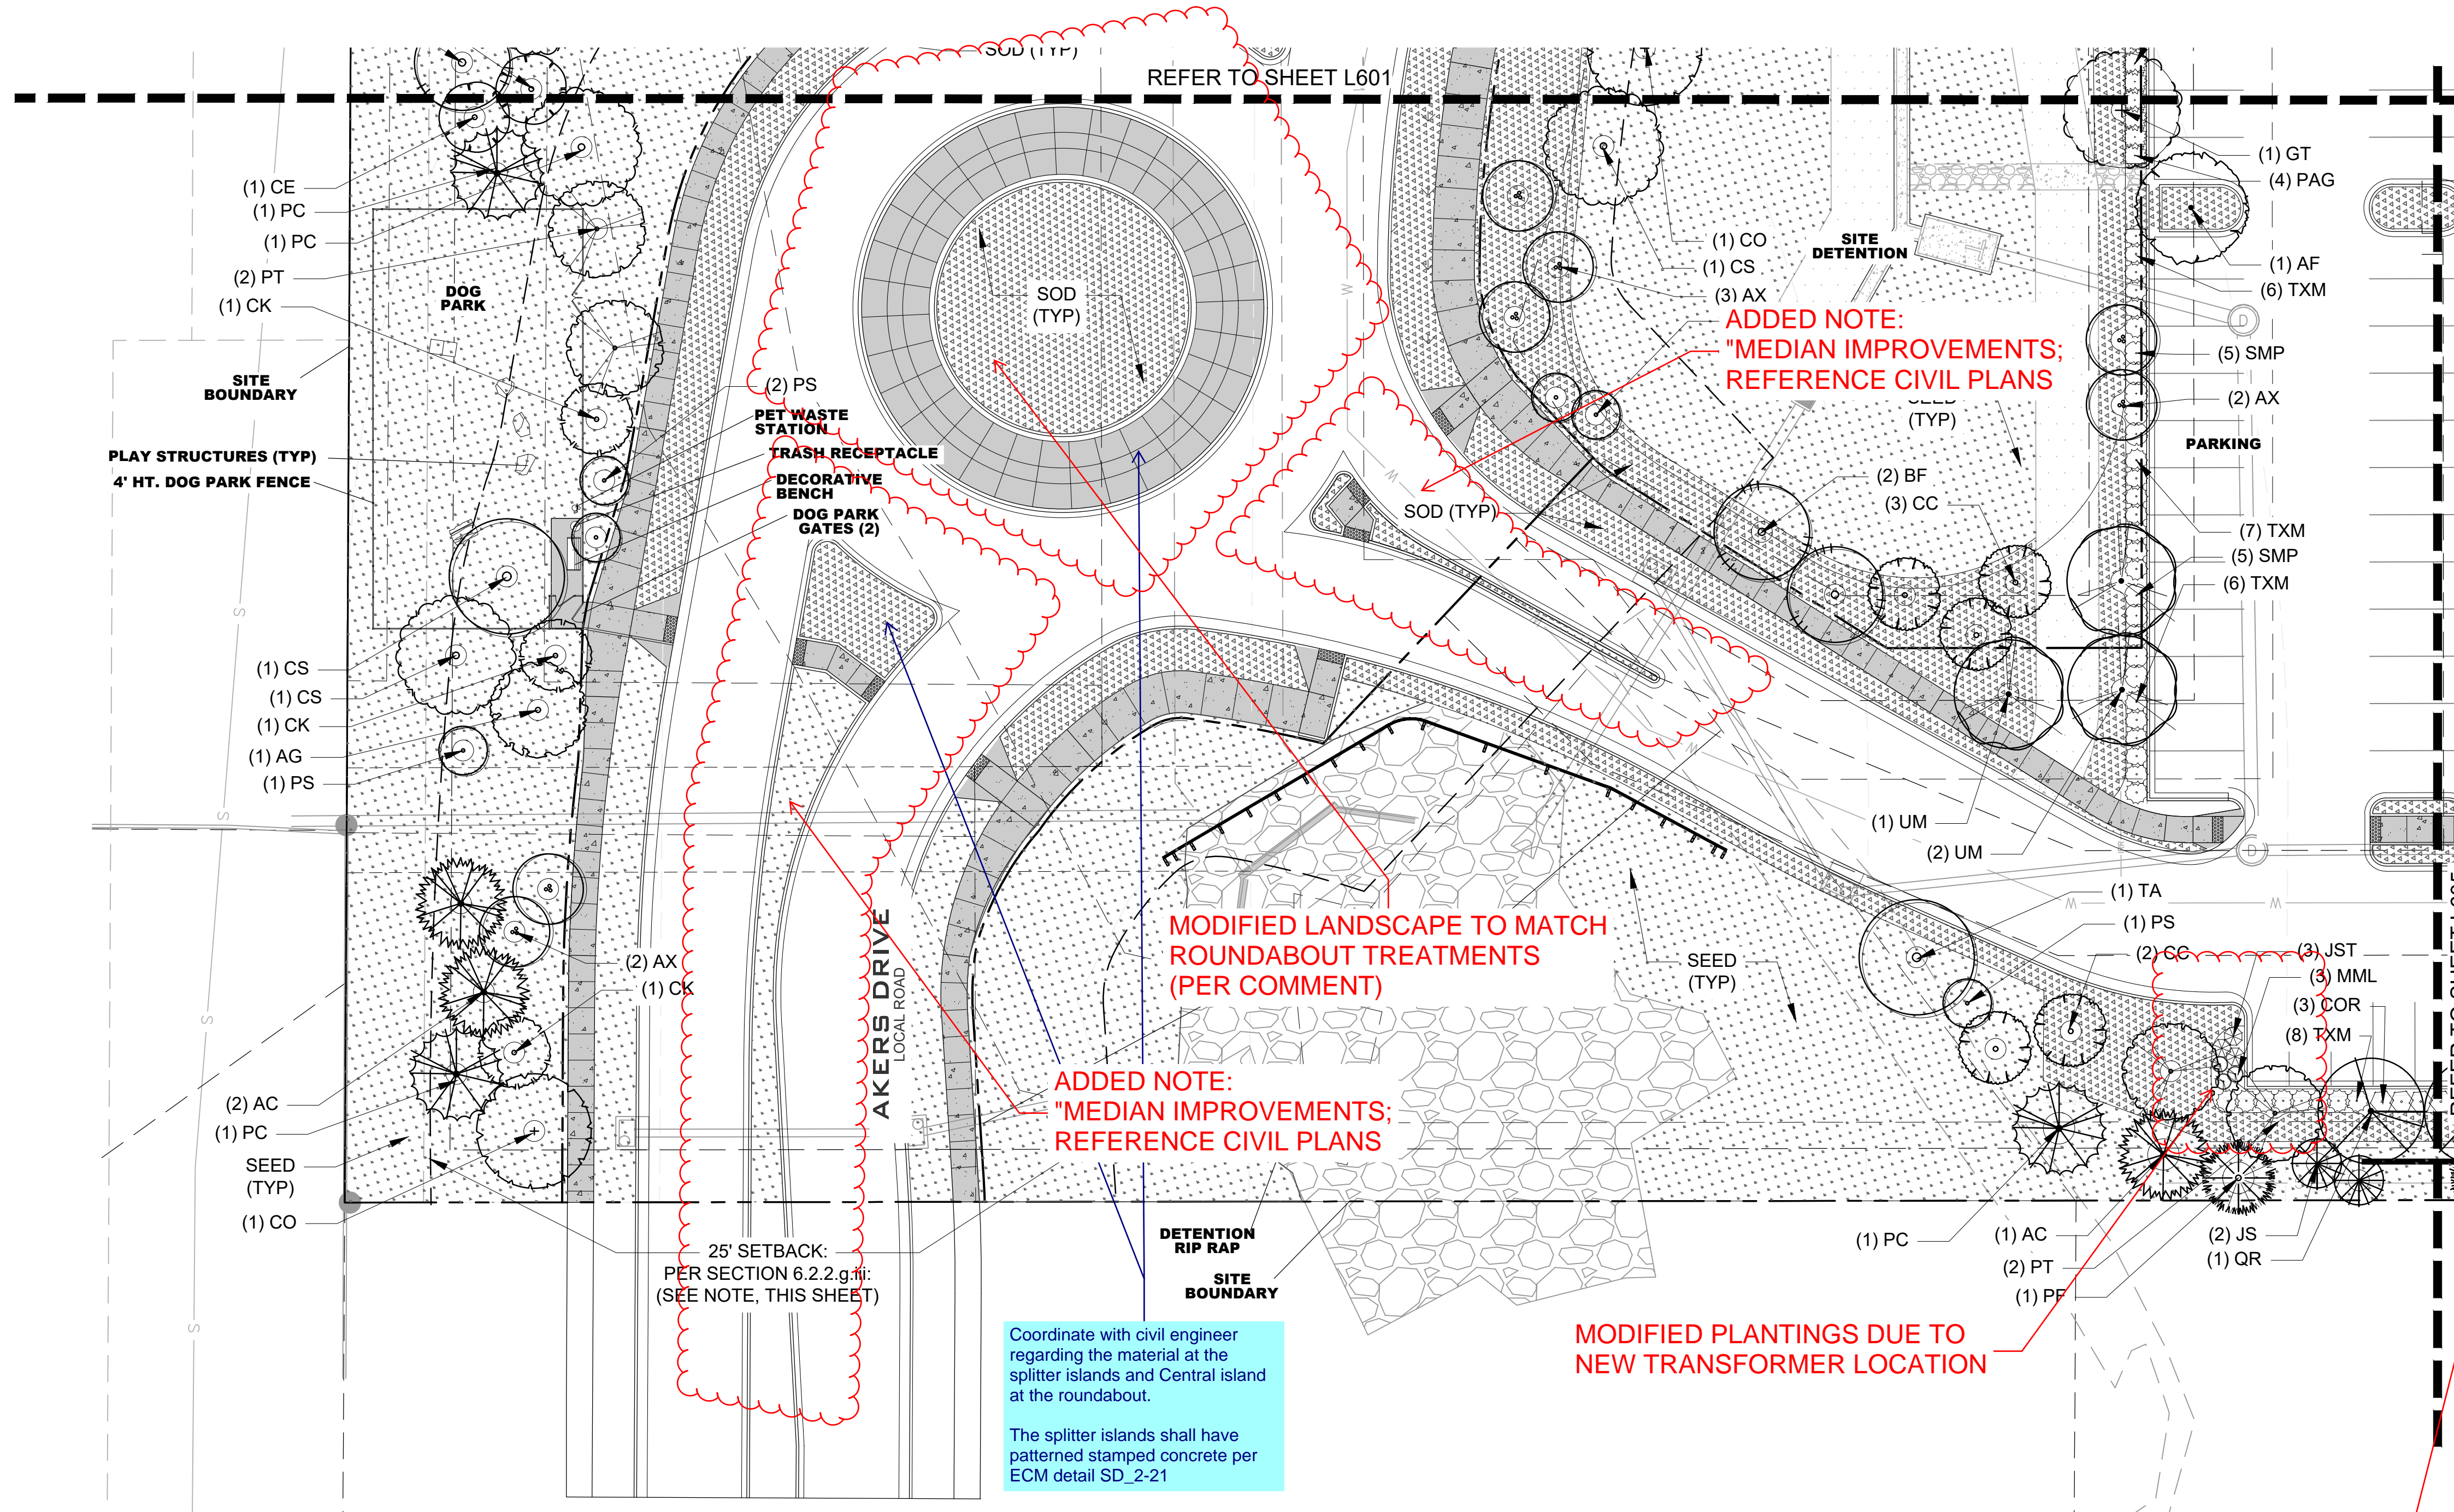 SOD (TYP)
REFER TO SHEET L601
(1) CE
(1) PC
(1) PC
(2) PT
(1) CK
DOG
PARK
SITE
BOUNDARY
PLAY STRUCTURES (TYP)
4' HT. DOG PARK FENCE
(2) PS
PET WASTE
STATION
TRASH RECEPTACLE
DECORATIVE
BENCH
DOG PARK
GATES (2)
SOD
(TYP)
(1) GT
(4) PAG
(1) CO
(1) CS
(3) AX
SITE
DETENTION
(1) AF
(6) TXM
ADDED NOTE:
"MEDIAN IMPROVEMENTS;
REFERENCE CIVIL PLANS
SEED
(TYP)
(5) SMP
(2) AX
PARKING
(2) BF
(3) CC
SOD (TYP)
(7) TXM
(5) SMP
(6) TXM
W
W
W
W
W
S
S
S
S
D
D
(1) CS
(1) CS
(1) CK
(1) AG
(1) PS
(1) UM
(2) UM
(1) TA
(1) PS
(2) CC
(3) JST
(3) MML
(3) COR
(8) TXM
(2) AX
(1) CK
AKERS DRIVE
LOCAL ROAD
MODIFIED LANDSCAPE TO MATCH
ROUNDABOUT TREATMENTS
(PER COMMENT)
SEED
(TYP)
ADDED NOTE:
"MEDIAN IMPROVEMENTS;
REFERENCE CIVIL PLANS
(2) AC
(1) PC
SEED
(TYP)
(1) CO
25' SETBACK:
PER SECTION 6.2.2.g.iii:
(SEE NOTE, THIS SHEET)
DETENTION
RIP RAP
SITE
BOUNDARY
(1) PC
(1) AC
(2) PT
(1) PF
(2) JS
(1) QR
MODIFIED PLANTINGS DUE TO
NEW TRANSFORMER LOCATION
Coordinate with civil engineer
regarding the material at the
splitter islands and Central island
at the roundabout.
The splitter islands shall have
patterned stamped concrete per
ECM detail SD_2-21